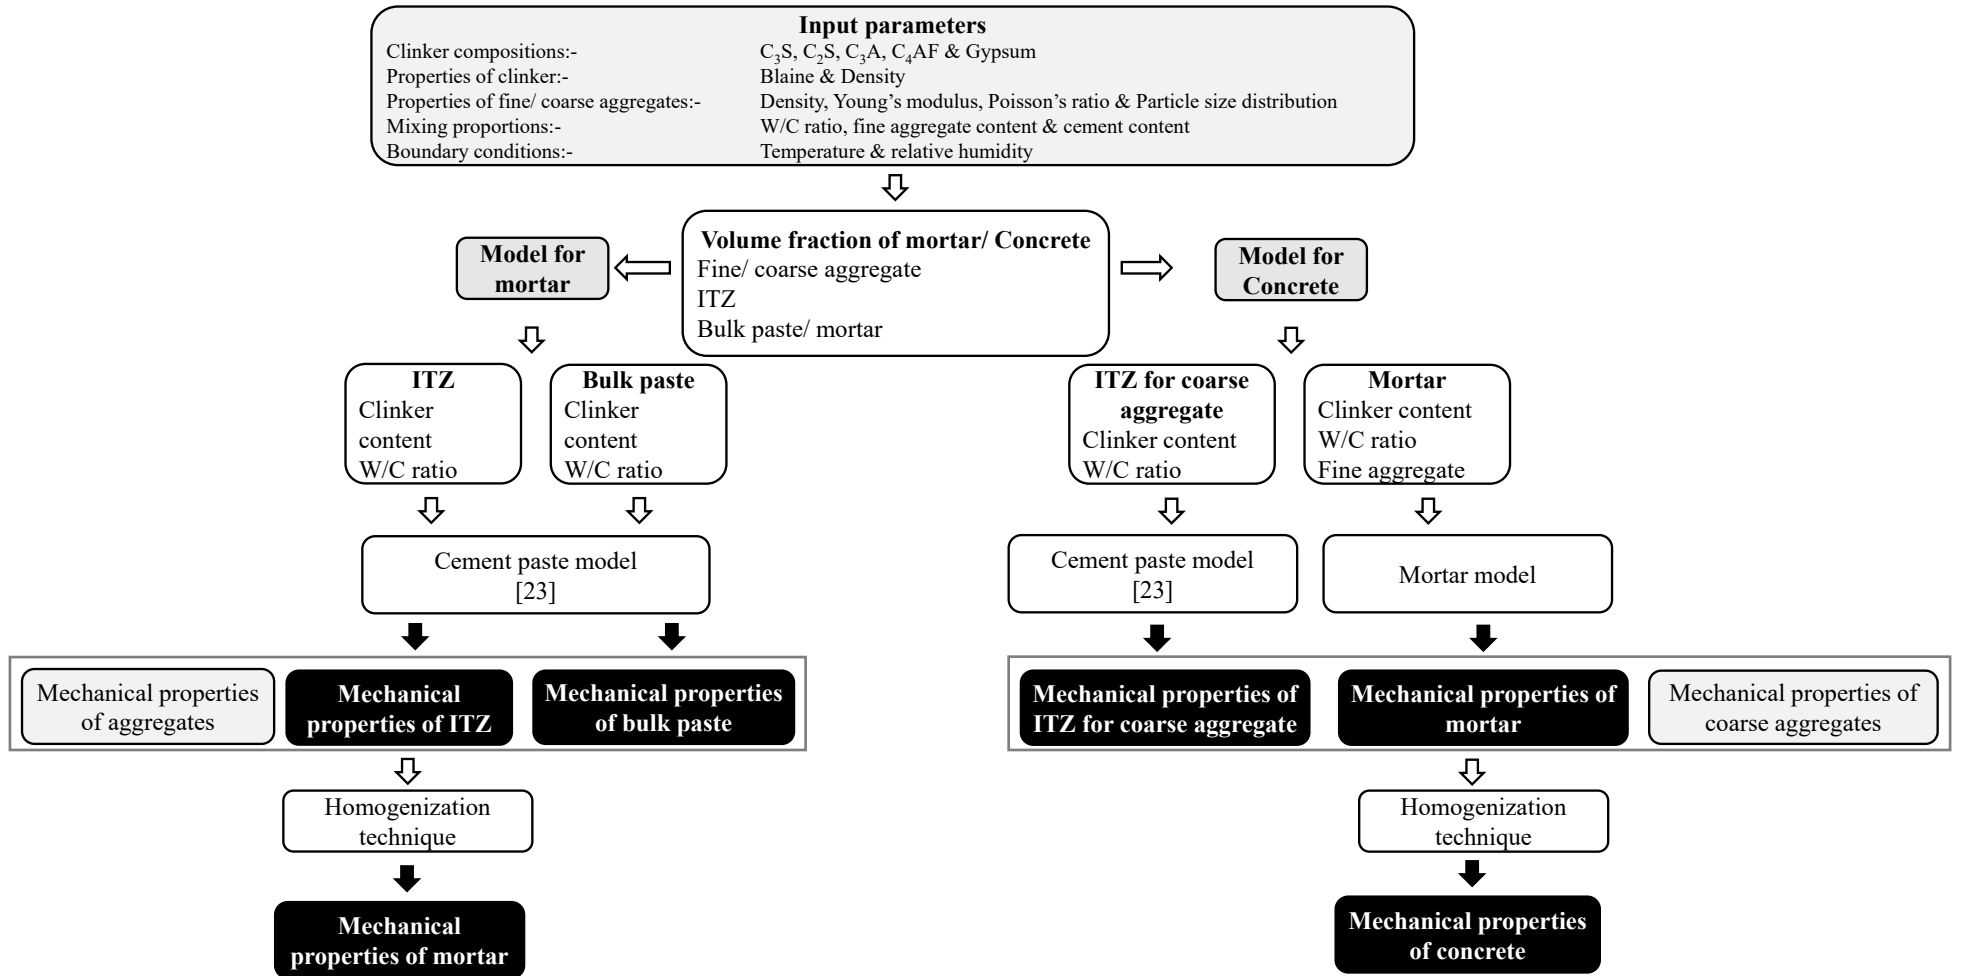 Input parameters
Clinker compositions:- C3S, C2S, C3A, C4AF & Gypsum
Properties of clinker:- Blaine & Density
Properties of fine/ coarse aggregates:- Density, Young’s modulus, Poisson’s ratio & Particle size distribution
Mixing proportions:- W/C ratio, fine aggregate content & cement content
Boundary conditions:- Temperature & relative humidity
Volume fraction of mortar/ Concrete
Fine/ coarse aggregate
ITZ
Bulk paste/ mortar
Model for
mortar
Model for
Concrete
ITZ
Clinker
content
W/C ratio
Bulk paste
Clinker
content
W/C ratio
ITZ for coarse
aggregate
Clinker content
W/C ratio
Mortar
Clinker content
W/C ratio
Fine aggregate
Cement paste model
[23]
Cement paste model
[23]
Mortar model
Mechanical properties
of aggregates
Mechanical
properties of ITZ
Mechanical properties
of bulk paste
Mechanical properties of
ITZ for coarse aggregate
Mechanical properties of
mortar
Mechanical properties of
coarse aggregates
Homogenization
technique
Homogenization
technique
Mechanical
properties of mortar
Mechanical properties
of concrete